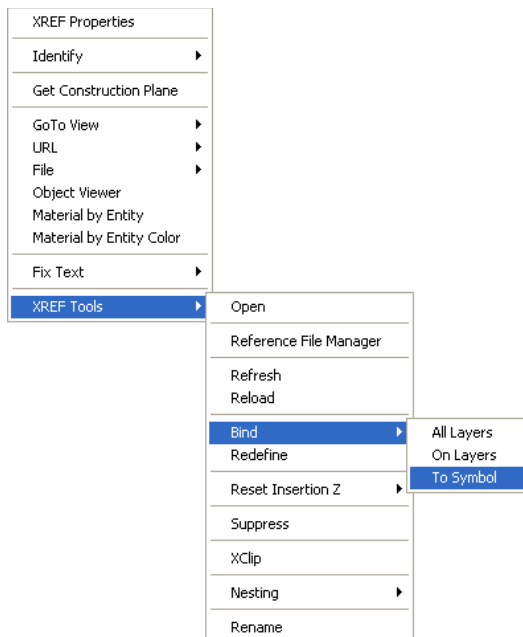 XREF Properties
Identify
Get Construction Plane
GoTo View
URL
File
Object Viewer
Material by Entity
Material by Entity Color
Fix Text
XREF Tools
Open
Reference File Manager
Refresh
Reload
Bind
All Layers
Redefine
On Layers
To Symbol
Reset Insertion Z
Suppress
XClip
Nesting
Rename